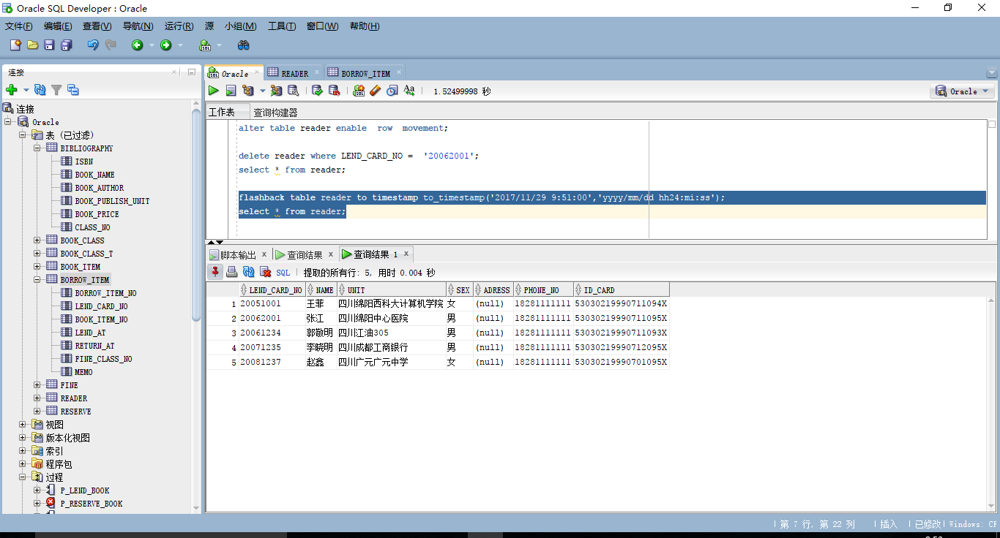 Oracle SQL Developer : Oracle
文件(F) 编辑(E) 查看(V) 导航(N) 运行(R) 源 小组(M) 工具(T) 窗口(W) 帮助(H)
连接
Oracle READER BORROW_ITEM
1.52499998 秒 Oracle
工作表 查询构建器
连接
Oracle
表 (已过滤)
BIBLIOGRAPHY
ISBN
BOOK_NAME
BOOK_AUTHOR
BOOK_PUBLISH_UNIT
BOOK_PRICE
CLASS_NO
BOOK_CLASS
BOOK_CLASS_T
BOOK_ITEM
BORROW_ITEM
BORROW_ITEM_NO
LEND_CARD_NO
BOOK_ITEM_NO
LEND_AT
RETURN_AT
FINE_CLASS_NO
MEMO
FINE
READER
RESERVE
视图
版本化视图
索引
程序包
过程
P_LEND_BOOK
P_RESERVE_BOOK
alter table reader enable row movement;
delete reader where LEND_CARD_NO = '20062001';
select * from reader;
flashback table reader to timestamp to_timestamp('2017/11/29 9:51:00','yyyy/mm/dd hh24:mi:ss');
select * from reader;
脚本输出 x 查询结果 x 查询结果 1 x
SQL 提取的所有行: 5, 用时 0.004 秒
LEND_CARD_NO NAME UNIT SEX ADRESS PHONE_NO ID_CARD
1 20051001 王菲 四川绵阳西科大计算机学院 女 (null) 18281111111 53030219990711094X
2 20062001 张江 四川绵阳中心医院 男 (null) 18281111111 53030219990711095X
3 20061234 郭敬明 四川江油305 男 (null) 18281111111 53030219990711093X
4 20071235 李晓明 四川成都工商银行 男 (null) 18281111111 53030219990712095X
5 20081237 赵鑫 四川广元广元中学 女 (null) 18281111111 53030219990701095X
第 7 行, 第 22 列 插入 已修改 Windows: CF